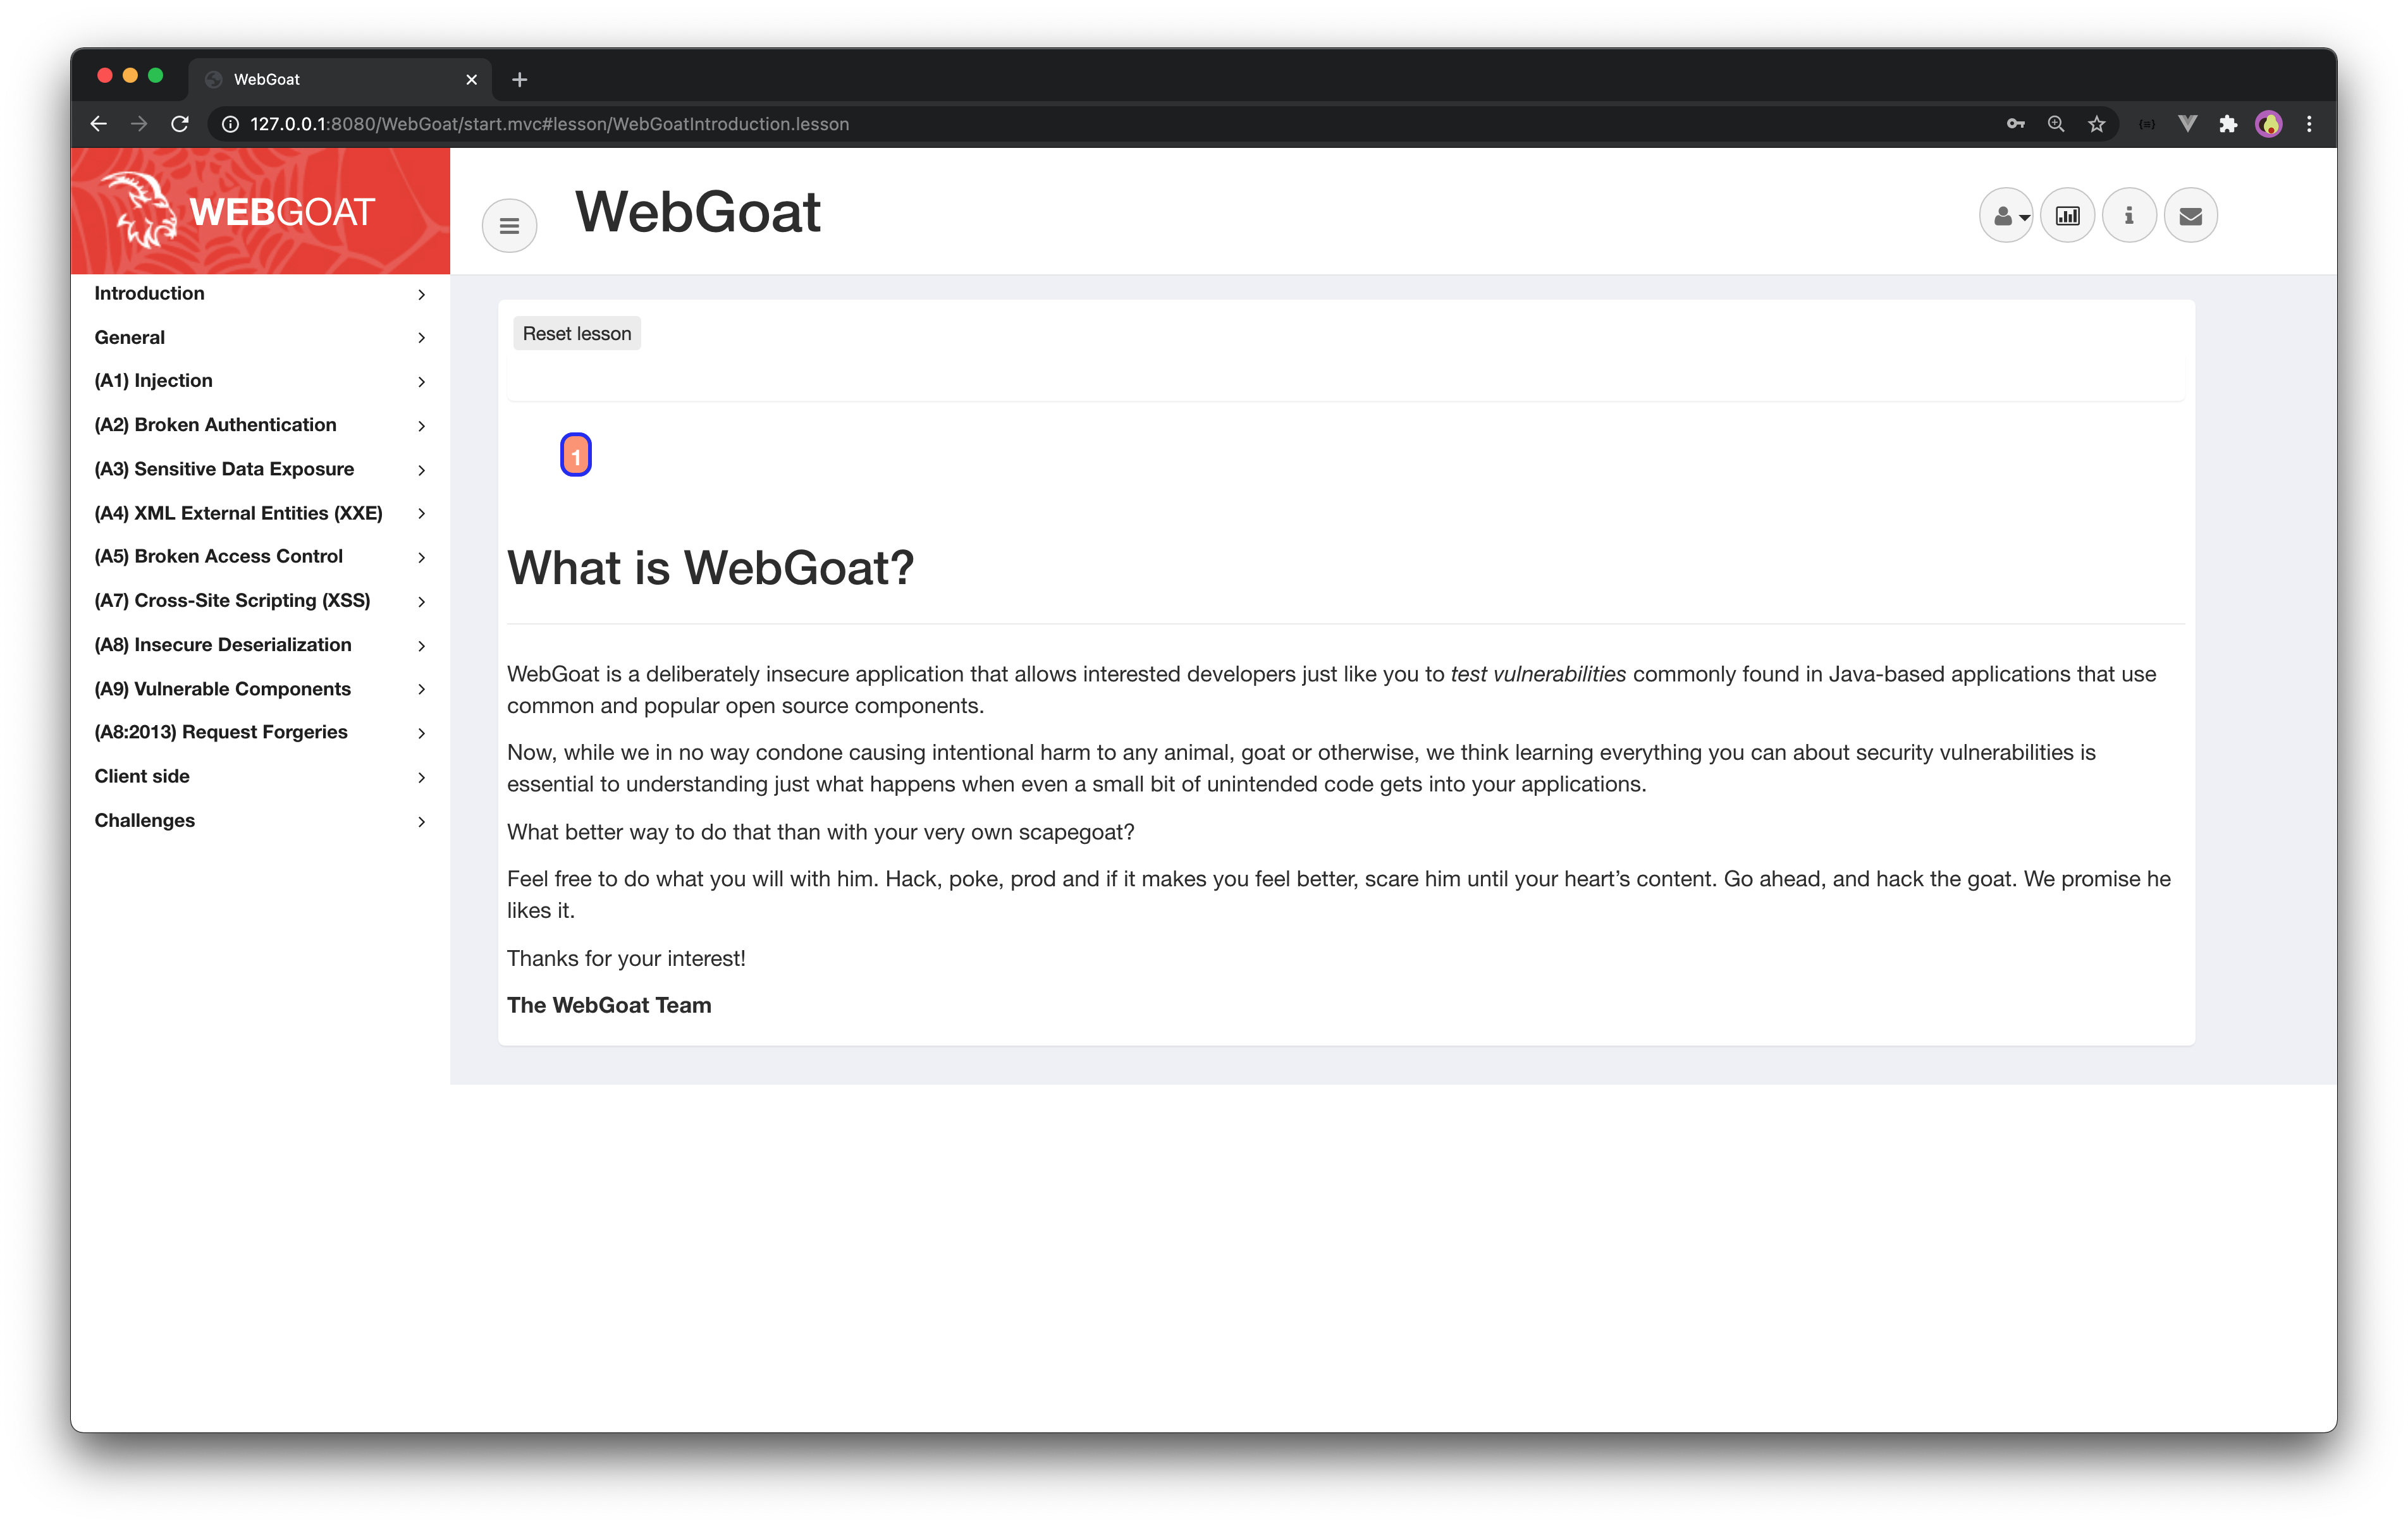 WebGoat
127.0.0.1:8080/WebGoat/start.mvc#lesson/WebGoatIntroduction.lesson
WEBGOAT
WebGoat
Introduction
General
(A1) Injection
(A2) Broken Authentication
(A3) Sensitive Data Exposure
(A4) XML External Entities (XXE)
(A5) Broken Access Control
(A7) Cross-Site Scripting (XSS)
(A8) Insecure Deserialization
(A9) Vulnerable Components
(A8:2013) Request Forgeries
Client side
Challenges
Reset lesson
1
What is WebGoat?
WebGoat is a deliberately insecure application that allows interested developers just like you to test vulnerabilities commonly found in Java-based applications that use
common and popular open source components.
Now, while we in no way condone causing intentional harm to any animal, goat or otherwise, we think learning everything you can about security vulnerabilities is
essential to understanding just what happens when even a small bit of unintended code gets into your applications.
What better way to do that than with your very own scapegoat?
Feel free to do what you will with him. Hack, poke, prod and if it makes you feel better, scare him until your heart’s content. Go ahead, and hack the goat. We promise he
likes it.
Thanks for your interest!
The WebGoat Team